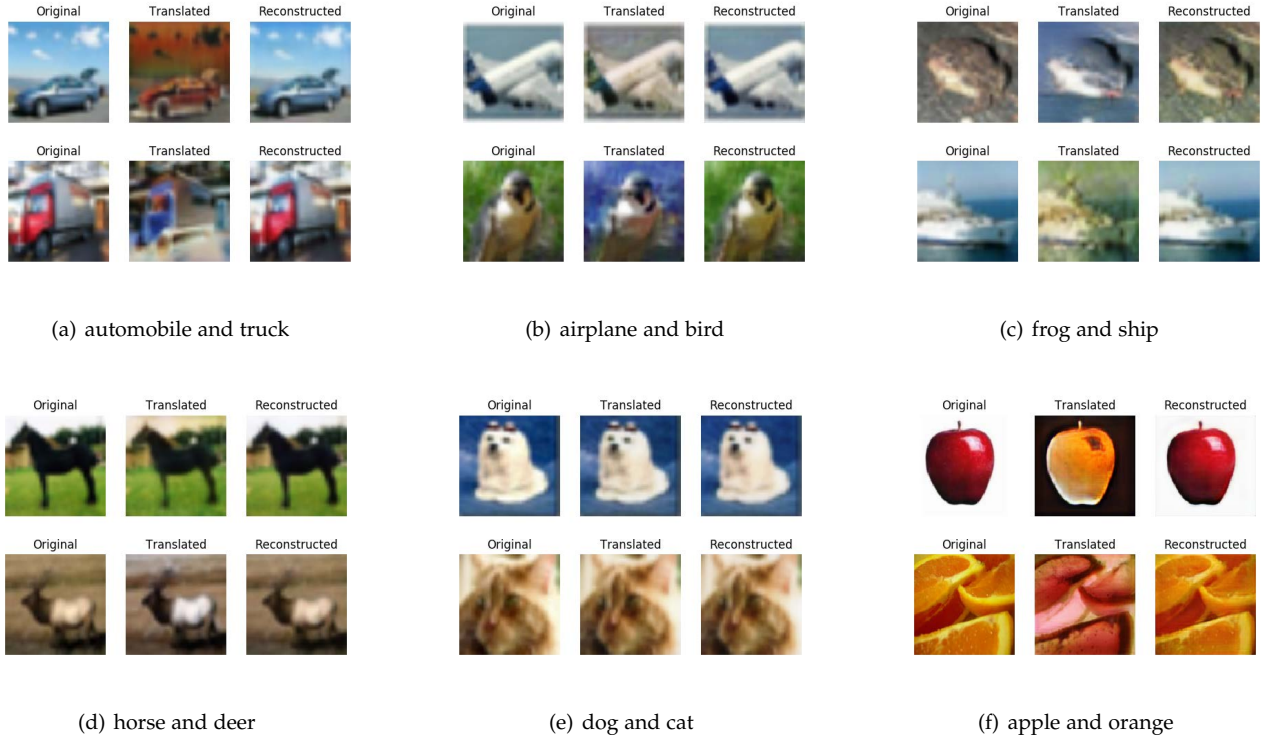 Original Translated Reconstructed
Original Translated Reconstructed
(a) automobile and truck
Original Translated Reconstructed
Original Translated Reconstructed
(b) airplane and bird
Original Translated Reconstructed
Original Translated Reconstructed
(c) frog and ship
Original Translated Reconstructed
Original Translated Reconstructed
(d) horse and deer
Original Translated Reconstructed
Original Translated Reconstructed
(e) dog and cat
Original Translated Reconstructed
Original Translated Reconstructed
(f) apple and orange